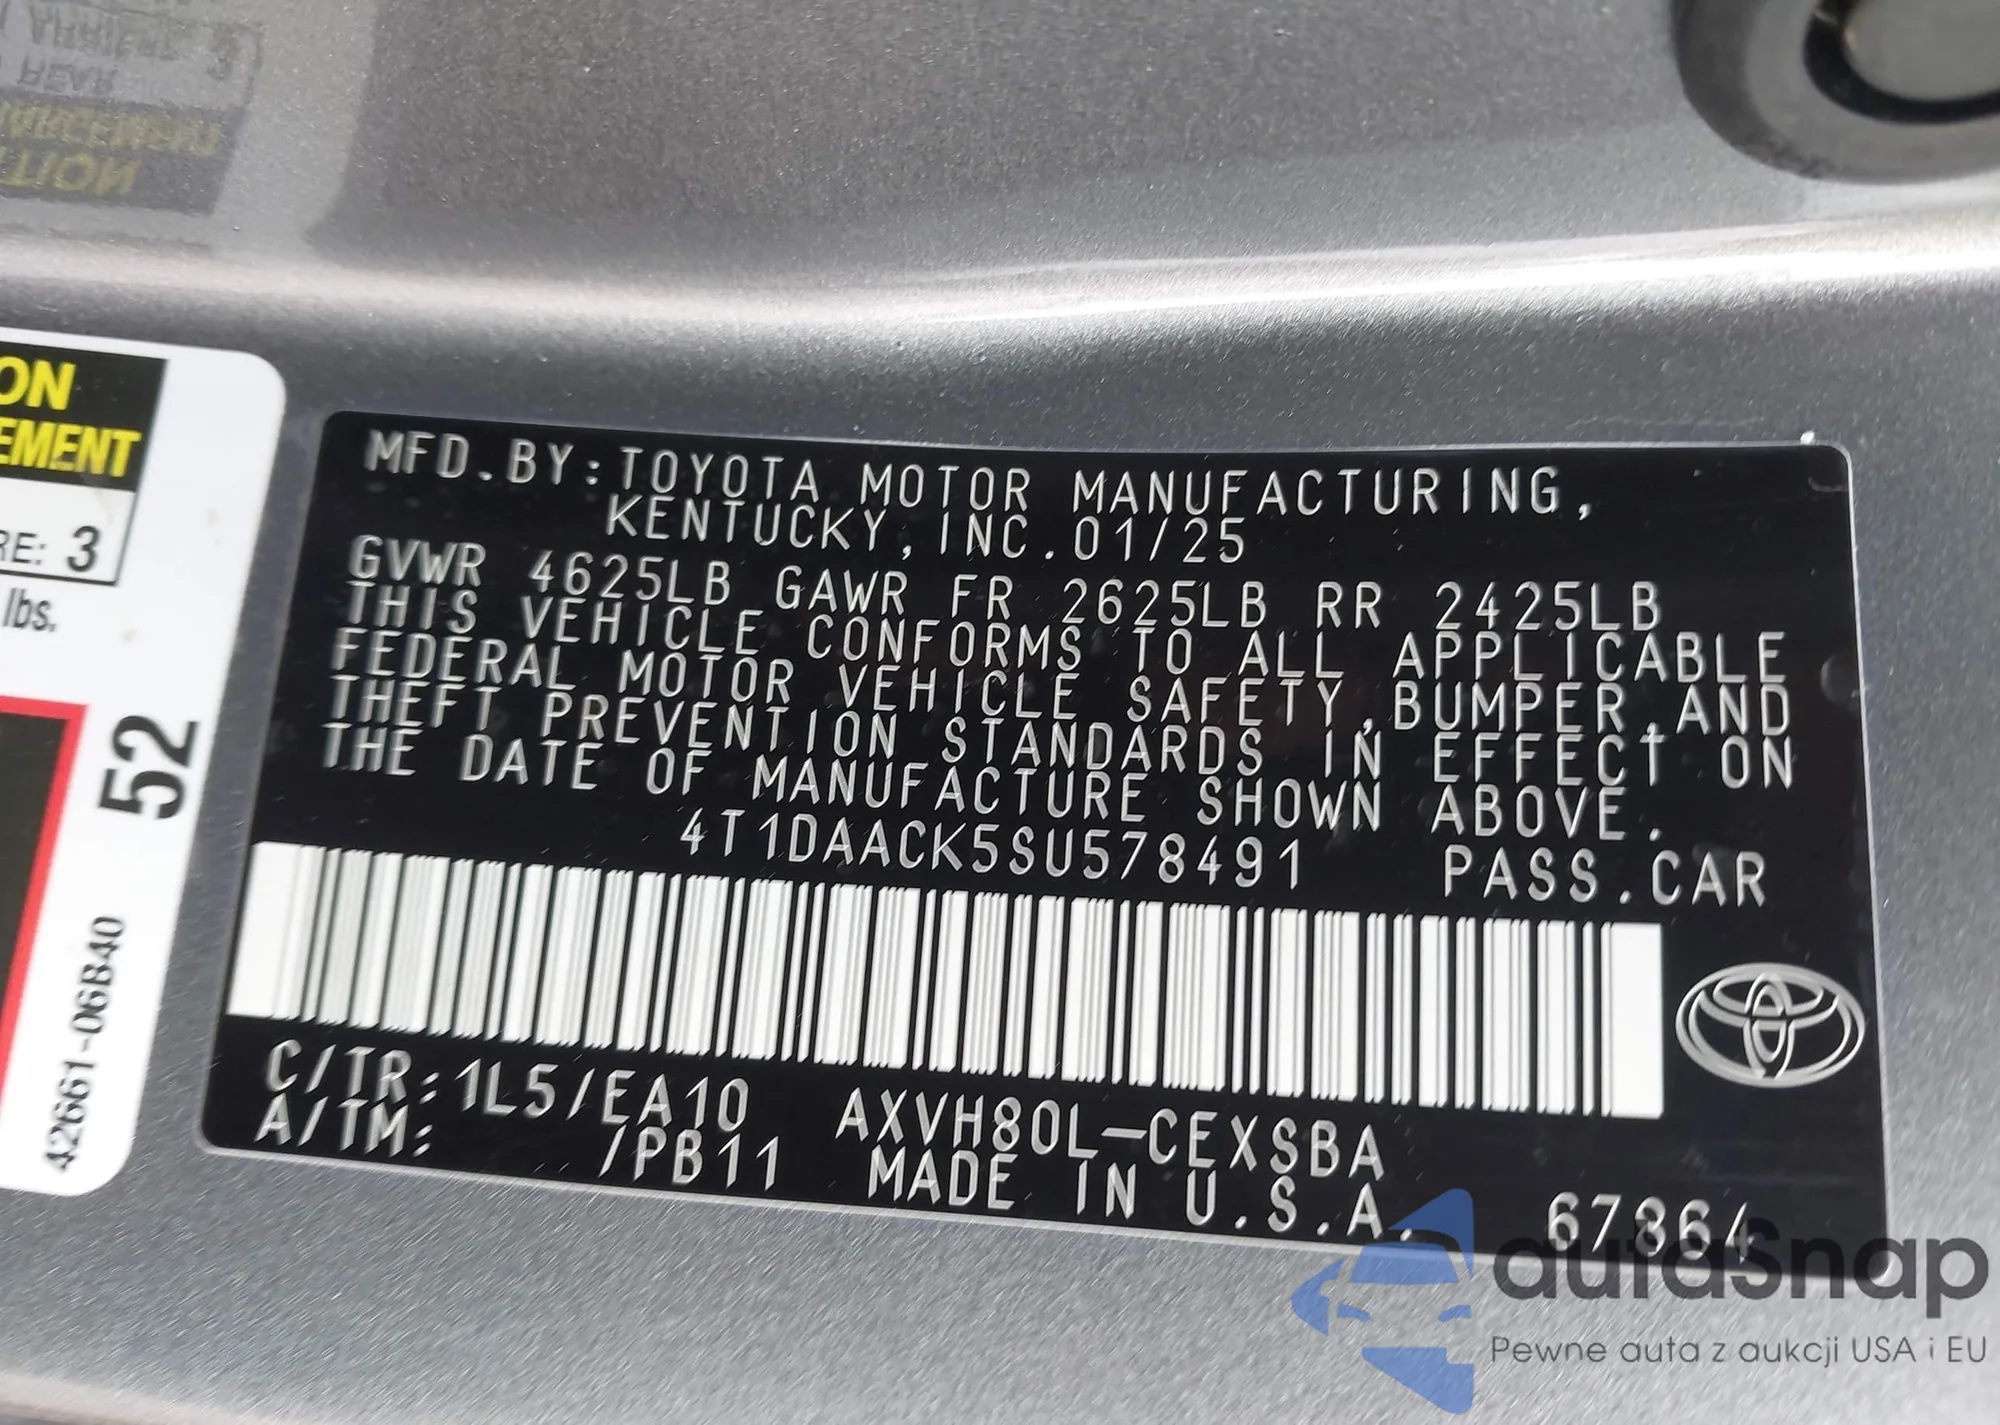 ON
EMENT
RE: 3
lbs.
52
42661-06B40
MFD.BY:TOYOTA MOTOR MANUFACTURING,
KENTUCKY,INC.01/25
GVWR 4625LB GAWR FR 2625LB RR 2425LB
THIS VEHICLE CONFORMS TO ALL APPLICABLE
FEDERAL MOTOR VEHICLE SAFETY,BUMPER,AND
THEFT PREVENTION STANDARDS IN EFFECT ON
THE DATE OF MANUFACTURE SHOWN ABOVE.
4T1DAACK5SU578491 PASS.CAR
C/TR:1L5/EA10 AXVH80L-CEXSBA
A/TM: /PB11 MADE IN U.S.A. 67864
autaSnap
Pewne auta z aukcji USA i EU